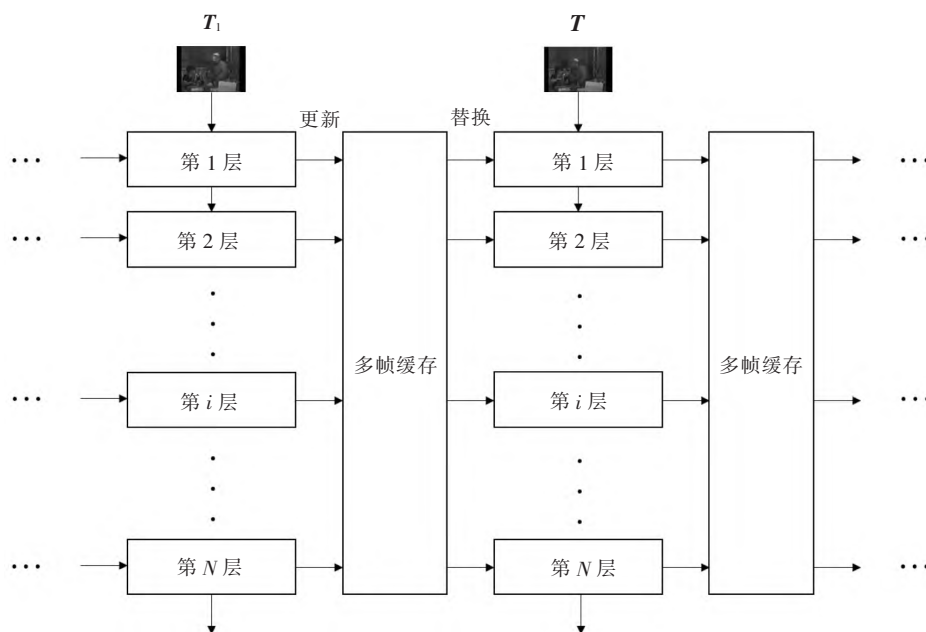 T₁ T
更新 替换
··· 第 1 层 第 1 层 ···
··· 第 2 层 第 2 层 ···
多帧缓存 多帧缓存
··· 第 i 层 第 i 层 ···
··· 第 N 层 第 N 层 ···